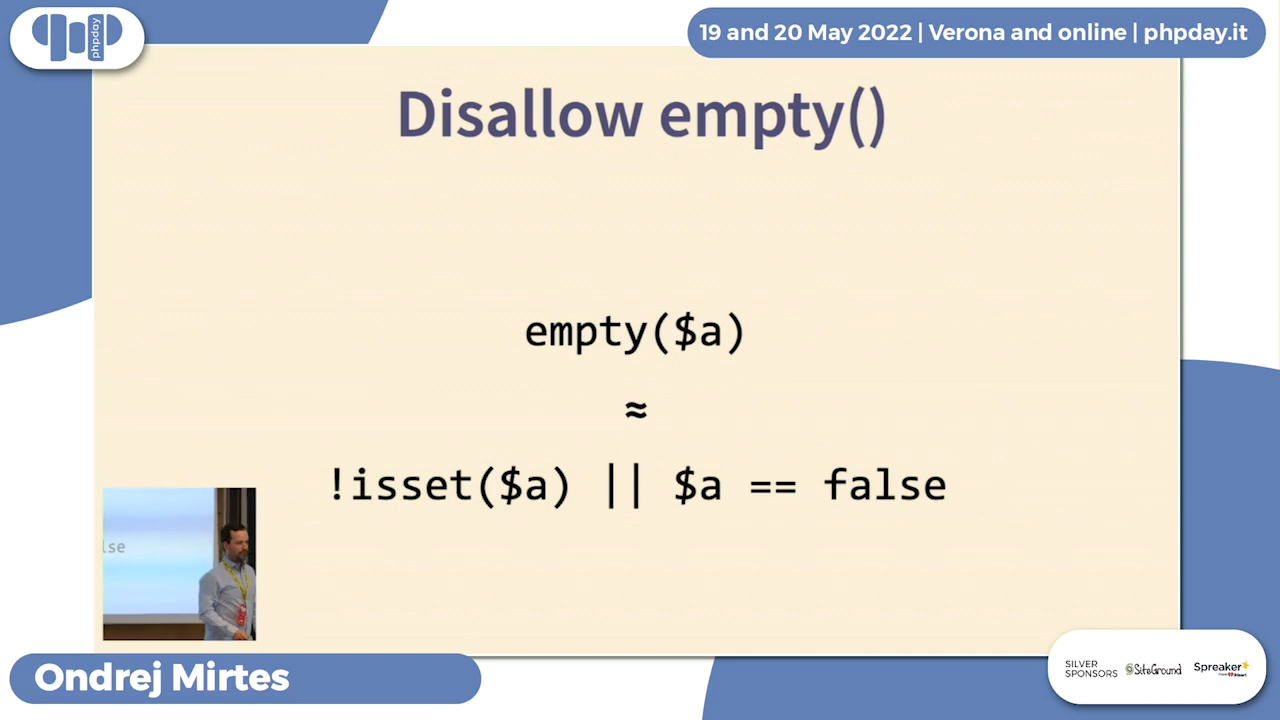 phpday
19 and 20 May 2022 | Verona and online | phpday.it
Disallow empty()
empty($a)
≈
!isset($a) || $a == false
lse
Ondrej Mirtes
SILVER
SPONSORS
SiteGround
Spreaker